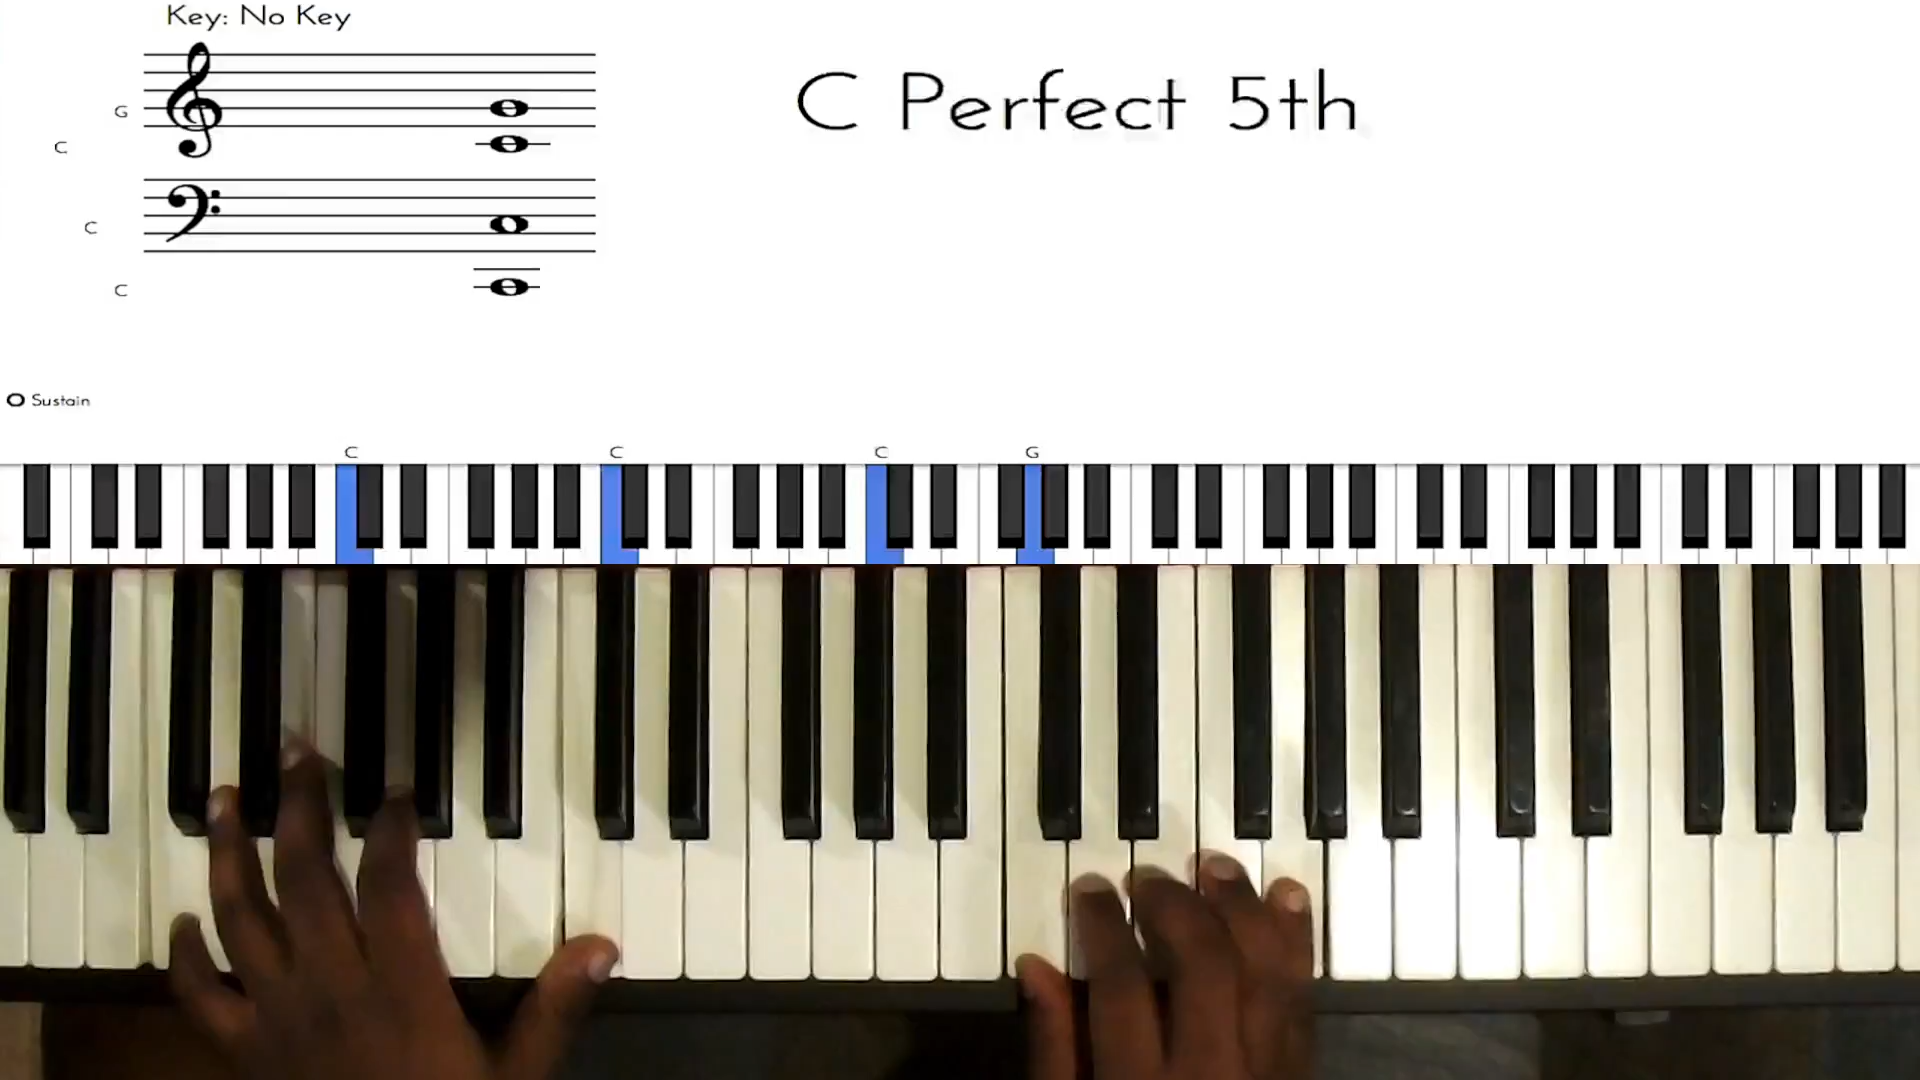 Key: No Key
C Perfect 5th
G
C
C
C
Sustain
C C C G